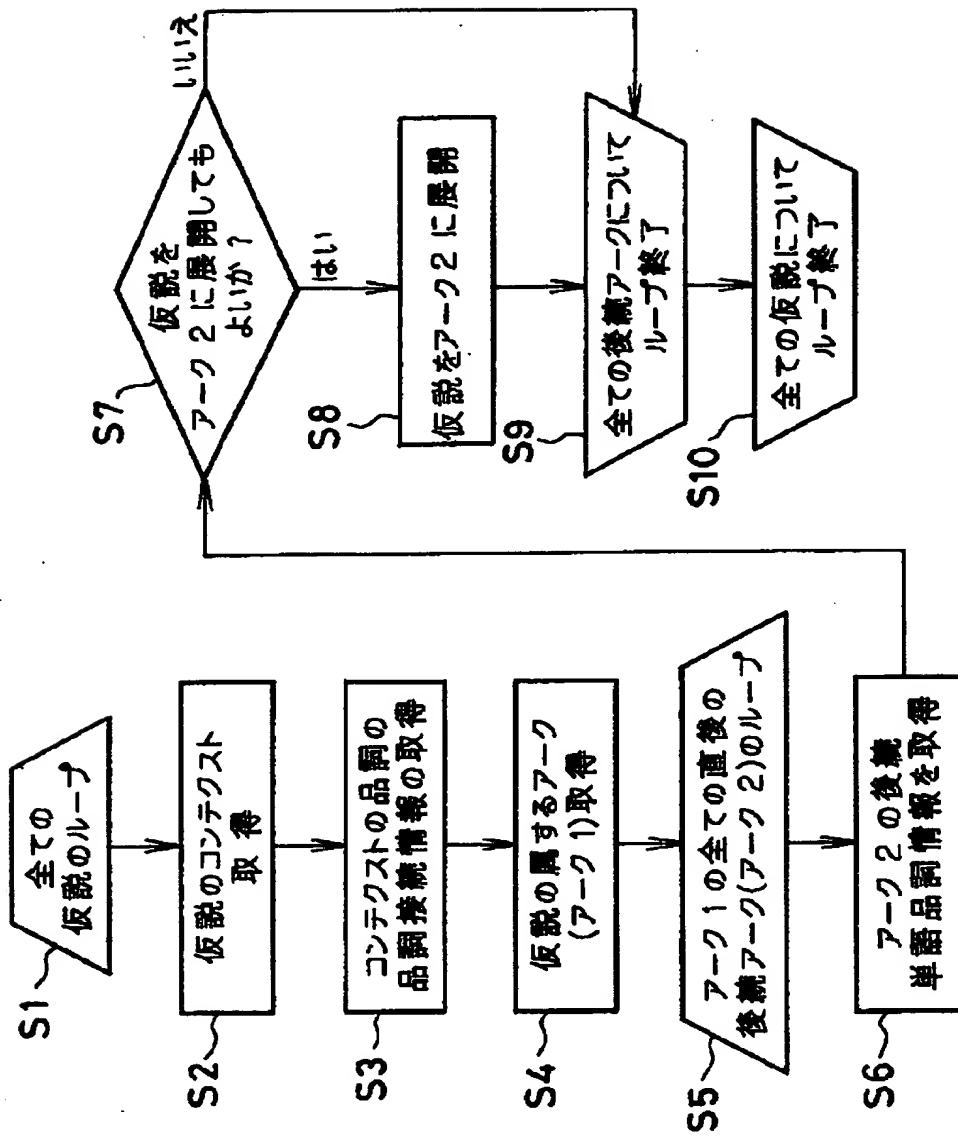 S1
全ての
仮説のループ
S2
仮説のコンテクスト
取得
S3
コンテクストの品詞の
品詞接続情報の取得
S4
仮説の属するアーク
(アーク1)取得
S5
アーク1の全ての直後の
後続アーク(アーク2)のループ
S6
アーク2の後続
単語品詞情報を取得
S7
仮説を
アーク2に展開しても
よいか?
いいえ
はい
S8
仮説をアーク2に展開
S9
全ての後続アークについて
ループ終了
S10
全ての仮説について
ループ終了